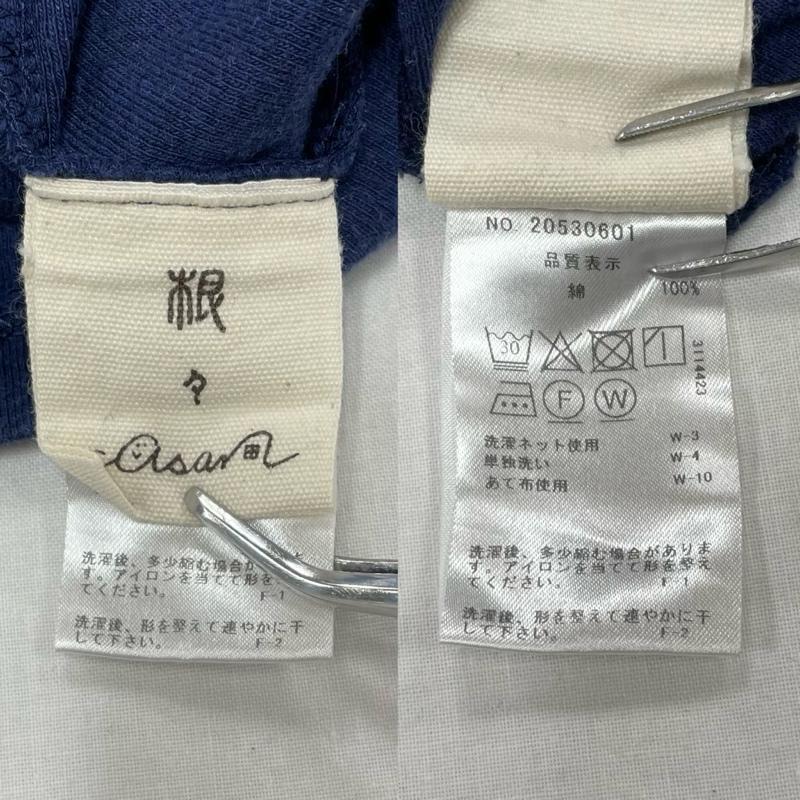 根
々
asam田
洗濯後、多少縮む場合が
す。アイロンを当てて形を
てください。 F-1
洗濯後、形を整えて速やかに干
して下さい。 F-2
NO. 20530601
品質表示
綿 100%
30
3114423
F W
洗濯ネット使用 W-3
単独洗い W-4
あて布使用 W-10
洗濯後、多少縮む場合がありま
す。アイロンを当てて形を整え
てください。 F-1
洗濯後、形を整えて速やかに干
して下さい。 F-2